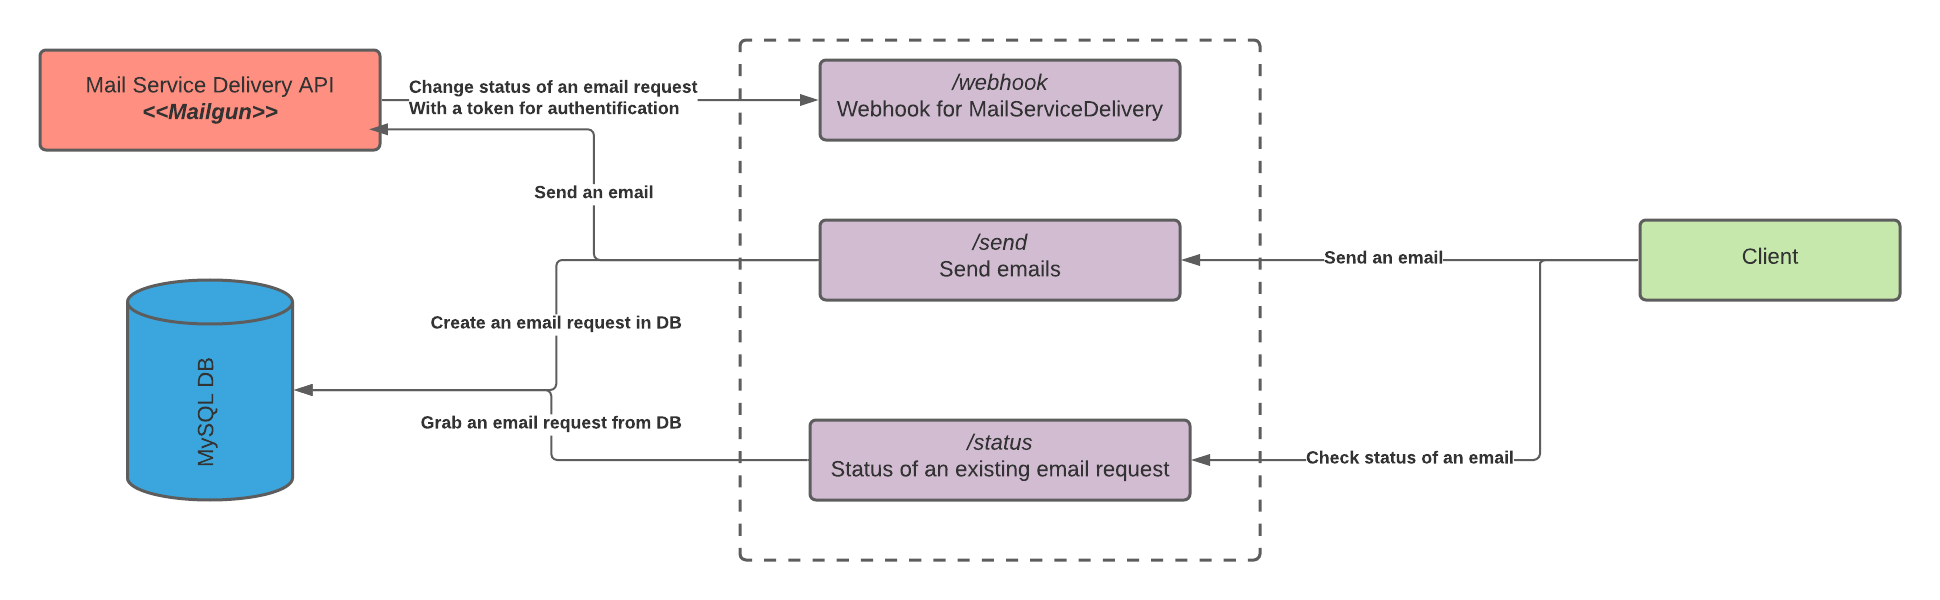 Mail Service Delivery API
<<Mailgun>>
Change status of an email request
With a token for authentification
/webhook
Webhook for MailServiceDelivery
Send an email
/send
Send emails
Send an email
Client
Create an email request in DB
MySQL DB
Grab an email request from DB
/status
Status of an existing email request
Check status of an email